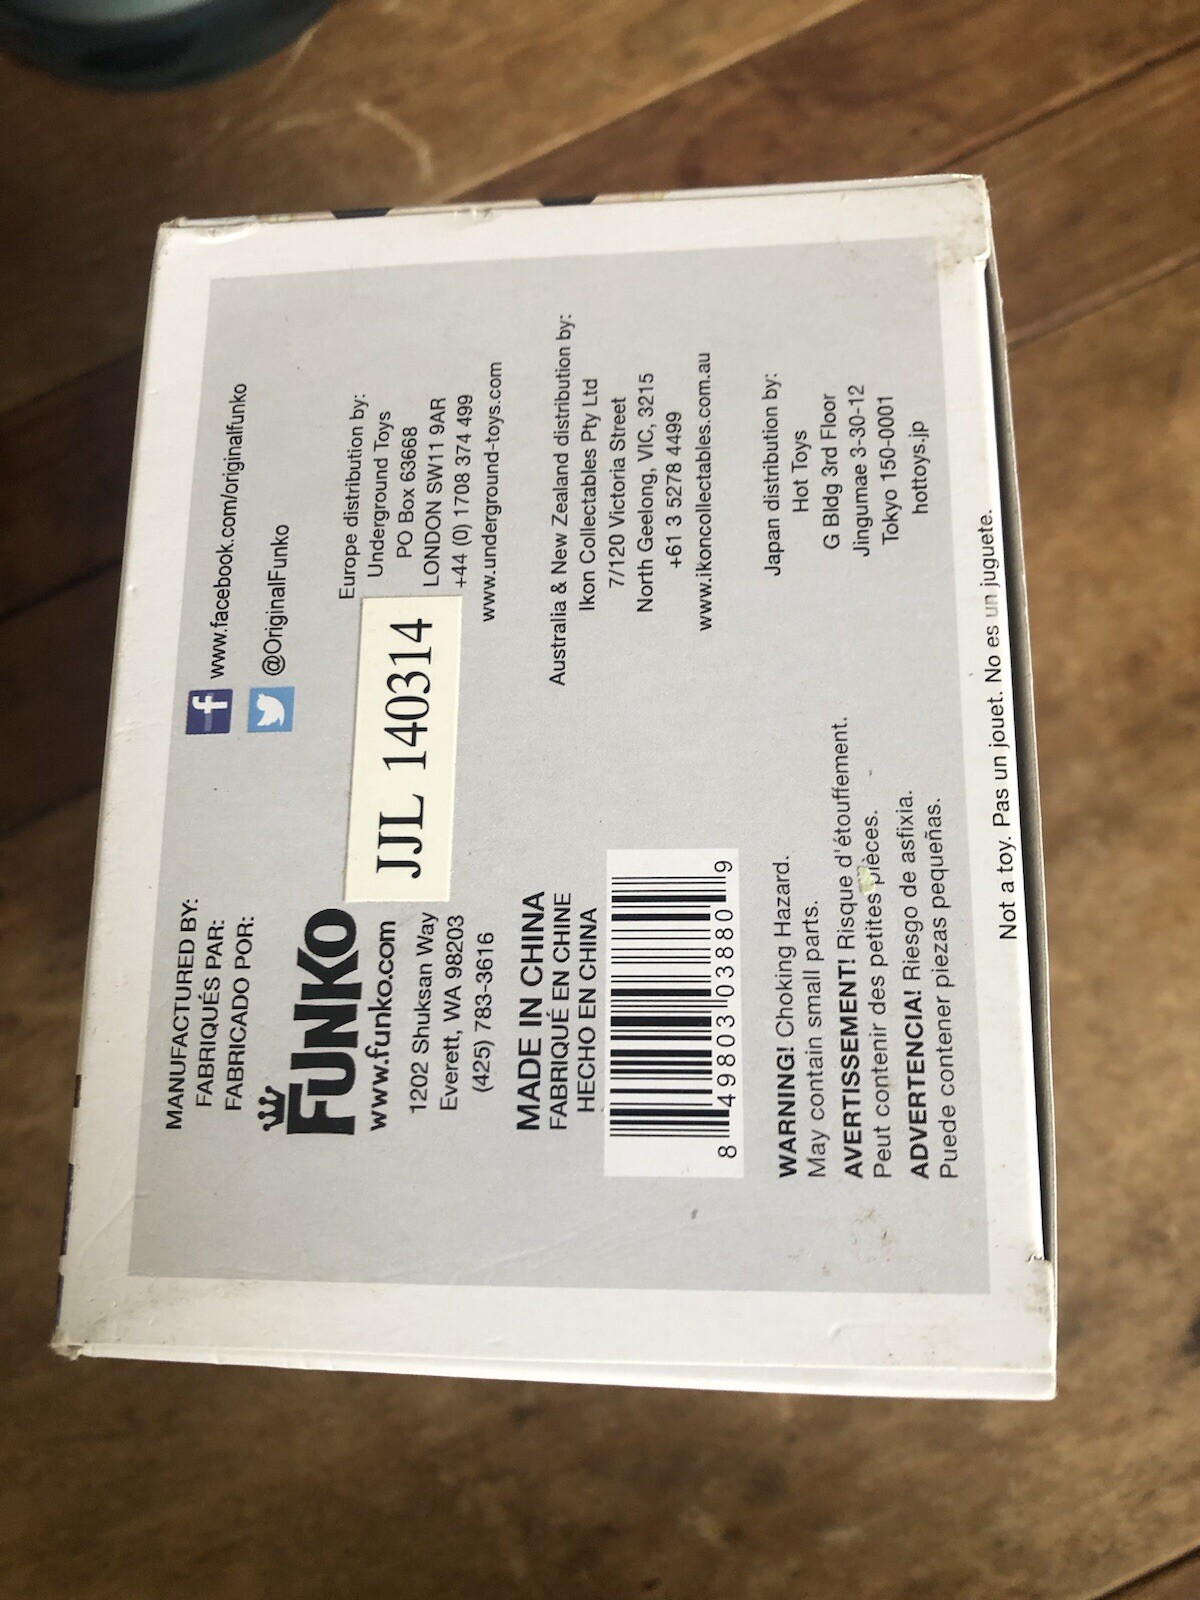 MANUFACTURED BY:
FABRIQUÉS PAR:
FABRICADO POR:
FUNKO
www.funko.com
1202 Shuksan Way
Everett, WA 98203
(425) 783-3616
MADE IN CHINA
FABRIQUÉ EN CHINE
HECHO EN CHINA
8 49803 03880 9
WARNING! Choking Hazard.
May contain small parts.
AVERTISSEMENT! Risque d'étouffement.
Peut contenir des petites pièces.
ADVERTENCIA! Riesgo de asfixia.
Puede contener piezas pequeñas.
JJL 140314
f www.facebook.com/originalfunko
@OriginalFunko
Europe distribution by:
Underground Toys
PO Box 63668
LONDON SW11 9AR
+44 (0) 1708 374 499
www.underground-toys.com
Australia & New Zealand distribution by:
Ikon Collectables Pty Ltd
7/120 Victoria Street
North Geelong, VIC, 3215
+61 3 5278 4499
www.ikoncollectables.com.au
Japan distribution by:
Hot Toys
G Bldg 3rd Floor
Jingumae 3-30-12
Tokyo 150-0001
hottoys.jp
Not a toy. Pas un jouet. No es un juguete.